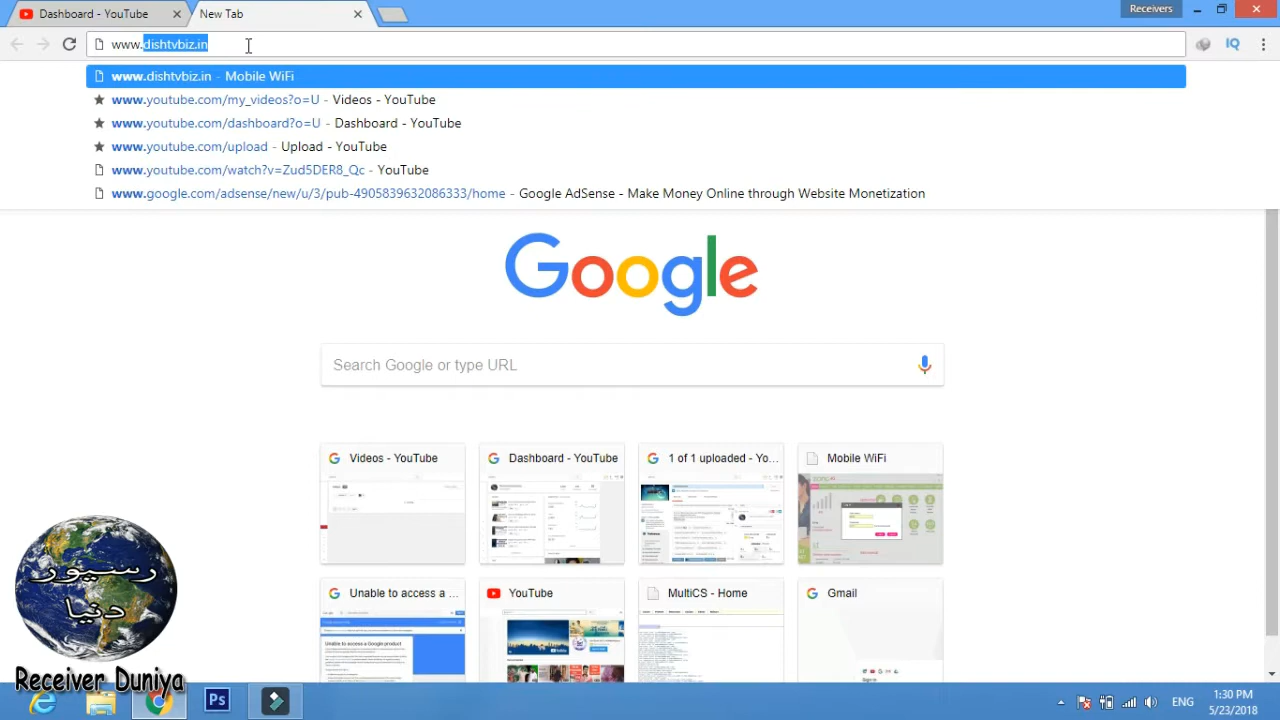 Dashboard - YouTube
New Tab
Receivers
www.dishtvbiz.in
IQ
www.dishtvbiz.in - Mobile WiFi
www.youtube.com/my_videos?o=U - Videos - YouTube
www.youtube.com/dashboard?o=U - Dashboard - YouTube
www.youtube.com/upload - Upload - YouTube
www.youtube.com/watch?v=Zud5DER8_Qc - YouTube
www.google.com/adsense/new/u/3/pub-4905839632086333/home - Google AdSense - Make Money Online through Website Monetization
Google
Search Google or type URL
Videos - YouTube
Dashboard - YouTube
1 of 1 uploaded - Yo...
Mobile WiFi
Unable to access a ...
YouTube
MultiCS - Home
Gmail
رسیور
دنیا
Receiver Duniya
Ps
ENG
1:30 PM
5/23/2018